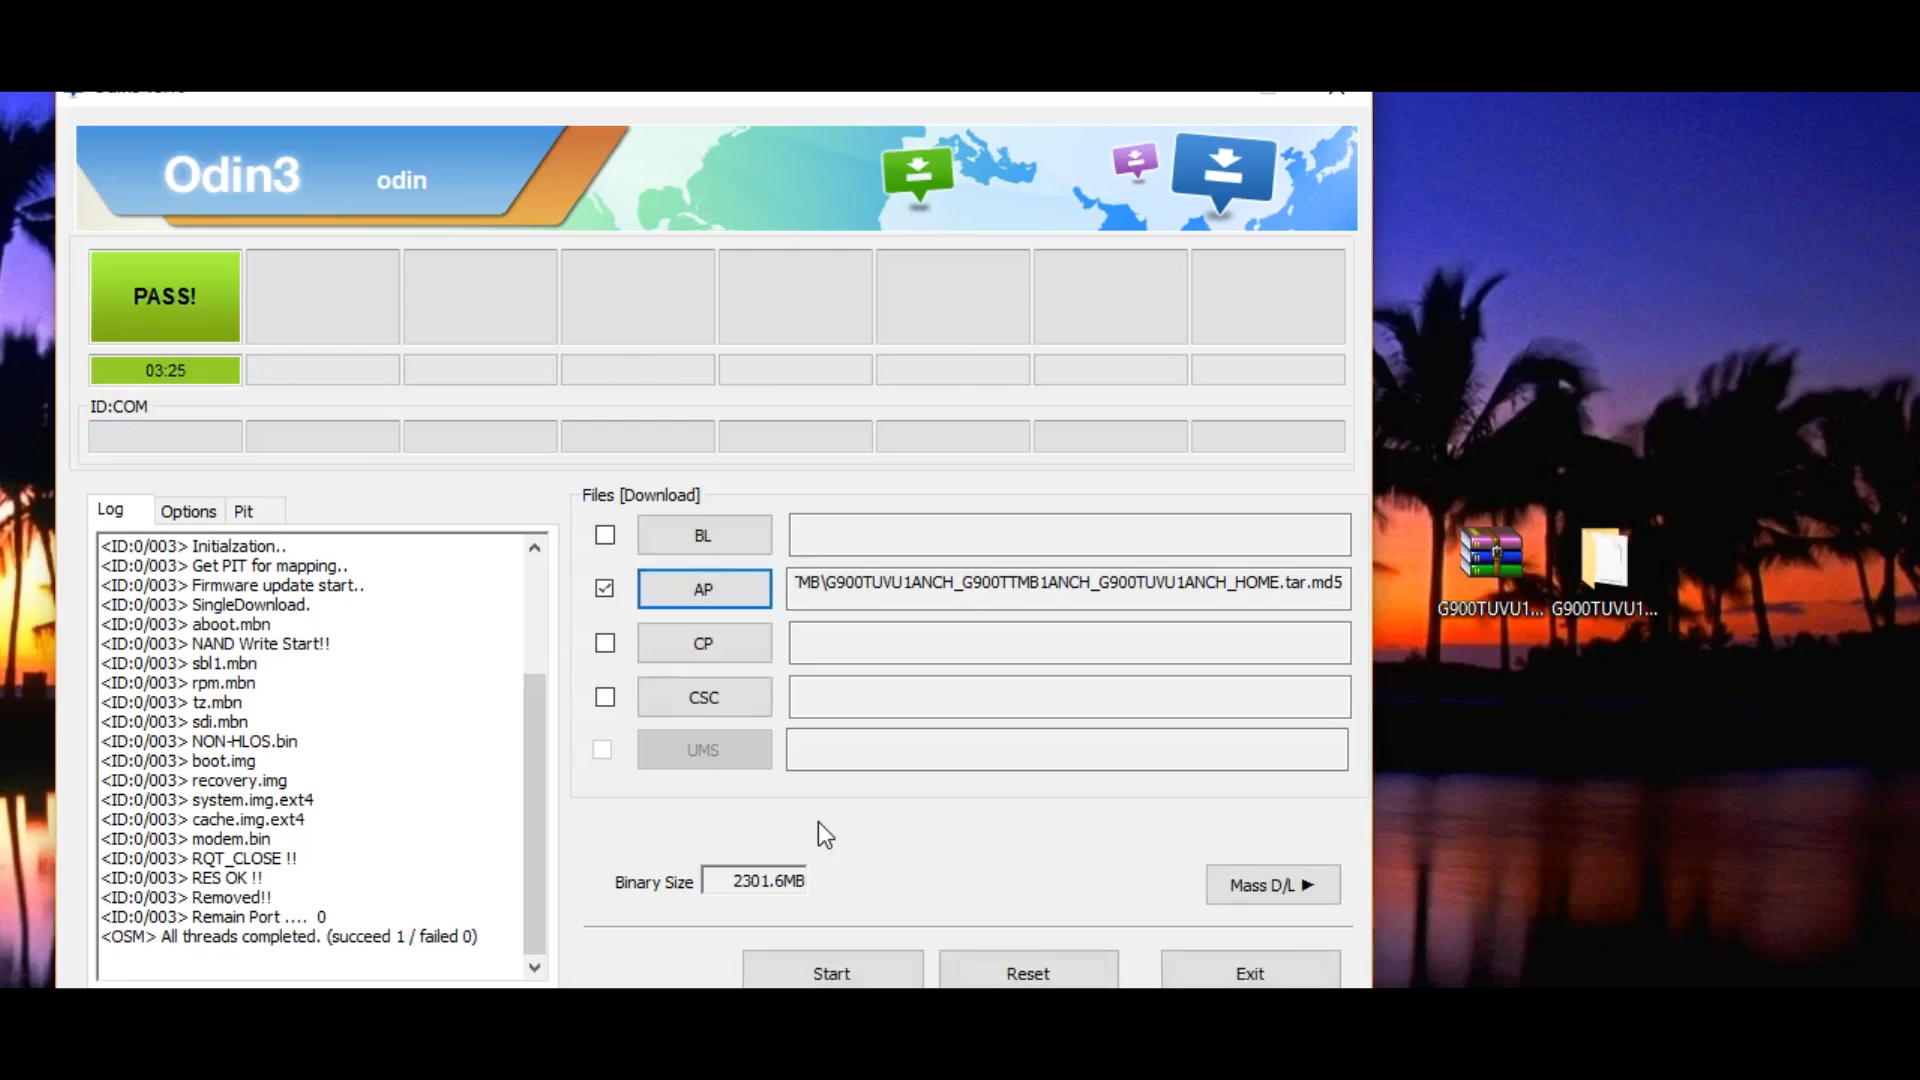 Odin3
odin
PASS!
03:25
ID:COM
Log
Options
Pit
<ID:0/003> Initialzation..
<ID:0/003> Get PIT for mapping..
<ID:0/003> Firmware update start..
<ID:0/003> SingleDownload.
<ID:0/003> aboot.mbn
<ID:0/003> NAND Write Start!!
<ID:0/003> sbl1.mbn
<ID:0/003> rpm.mbn
<ID:0/003> tz.mbn
<ID:0/003> sdi.mbn
<ID:0/003> NON-HLOS.bin
<ID:0/003> boot.img
<ID:0/003> recovery.img
<ID:0/003> system.img.ext4
<ID:0/003> cache.img.ext4
<ID:0/003> modem.bin
<ID:0/003> RQT_CLOSE !!
<ID:0/003> RES OK !!
<ID:0/003> Removed!!
<ID:0/003> Remain Port .... 0
<OSM> All threads completed. (succeed 1 / failed 0)
Files [Download]
BL
AP
MB\G900TUVU1ANCH_G900TTMB1ANCH_G900TUVU1ANCH_HOME.tar.md5
CP
CSC
UMS
Binary Size 2301.6MB
Mass D/L ►
Start
Reset
Exit
G900TUVU1...
G900TUVU1...